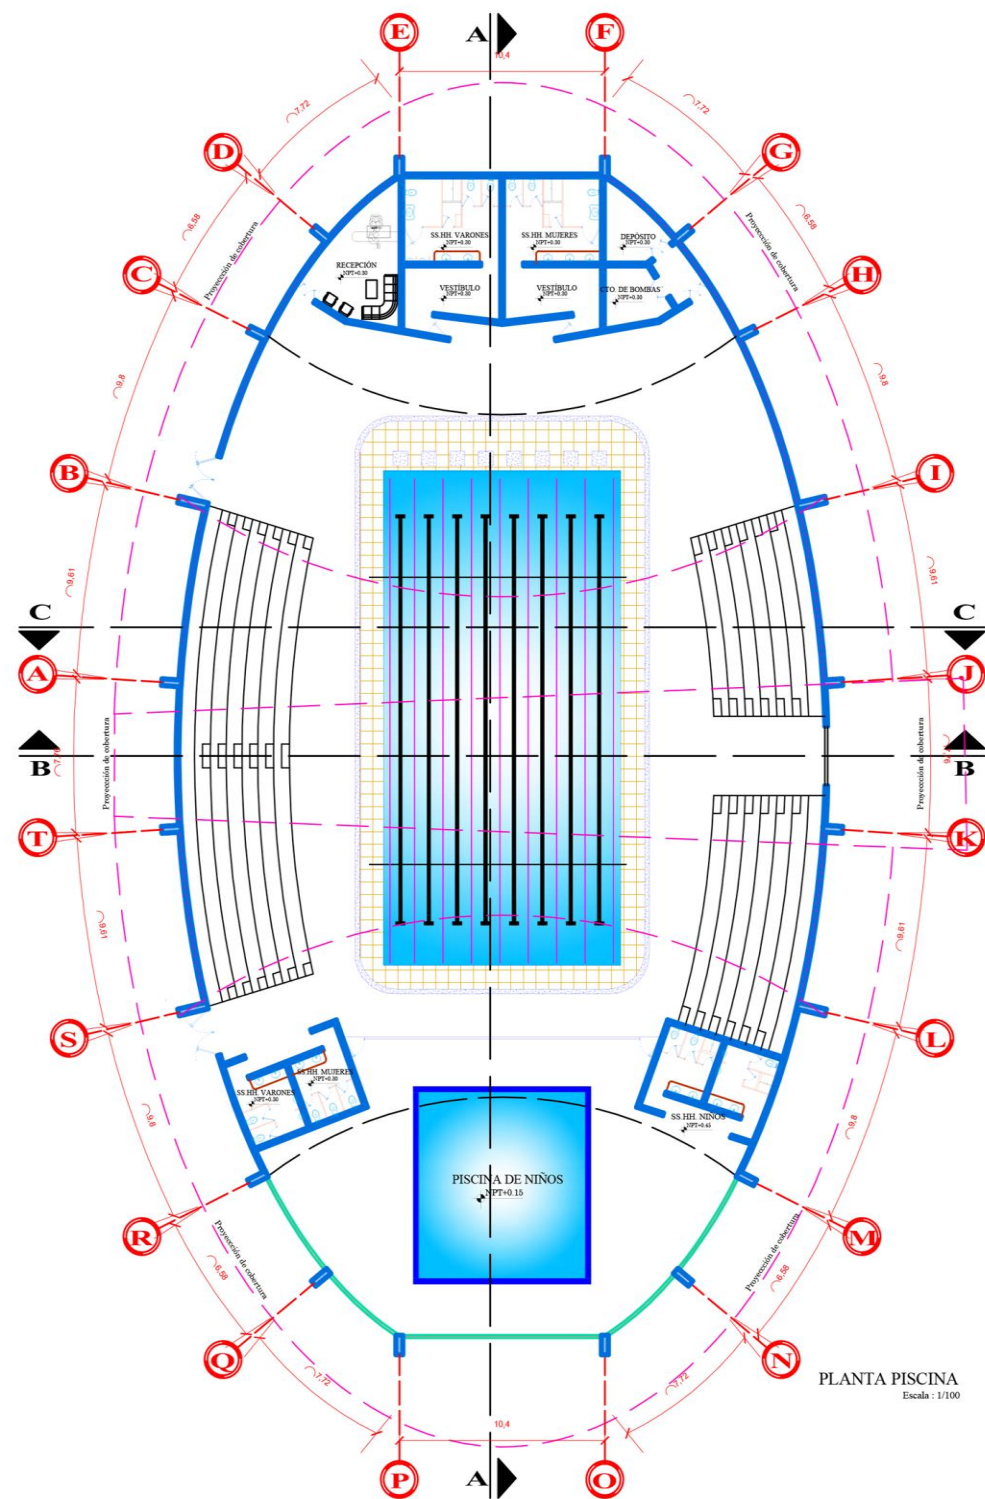 E
A
F
10,4
7,72
7,72
D
G
6,58
6,58
Proyección de cobertura
Proyección de cobertura
SS.HH. VARONES
NPT+0.30
SS.HH. MUJERES
NPT+0.30
DEPÓSITO
NPT+0.30
RECEPCIÓN
NPT+0.30
VESTÍBULO
NPT+0.30
VESTÍBULO
NPT+0.30
CTO. DE BOMBAS
NPT+0.30
C
H
9,8
9,8
B
I
9,61
9,61
C
C
A
J
Proyección de cobertura
Proyección de cobertura
B
B
T
K
9,61
9,61
S
L
SS.HH. MUJERES
NPT+0.30
SS.HH. VARONES
NPT+0.30
SS.HH. NIÑOS
NPT+0.45
9,8
9,8
PISCINA DE NIÑOS
NPT+0.15
R
M
Proyección de cobertura
Proyección de cobertura
6,58
6,58
Q
N
7,72
7,72
PLANTA PISCINA
Escala : 1/100
10,4
P
A
O